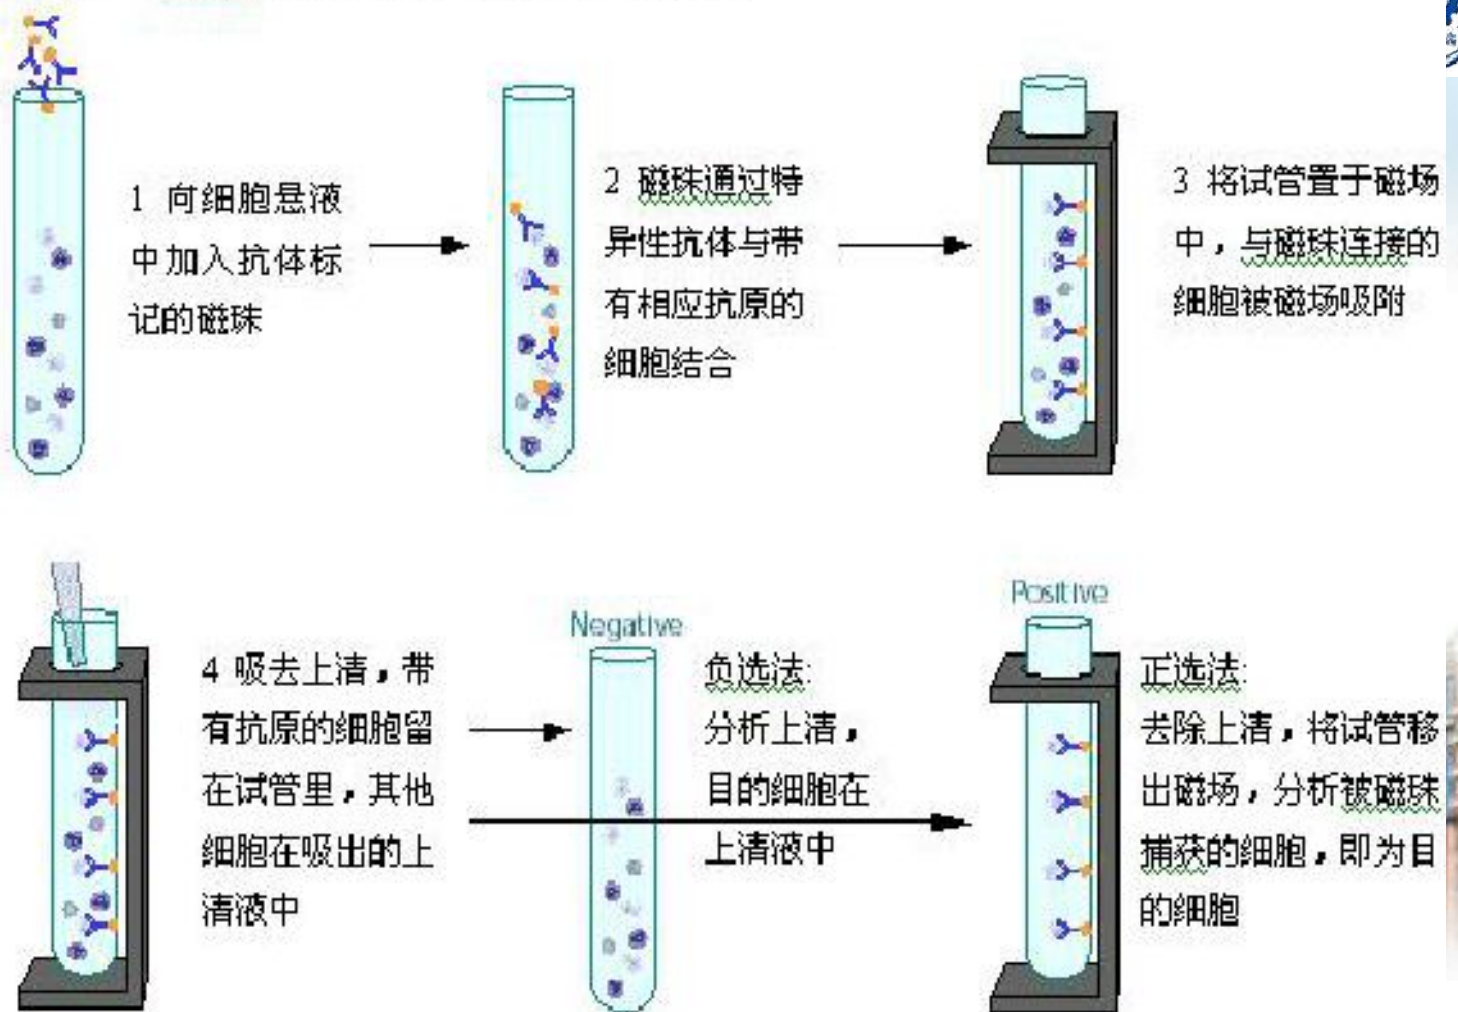 1 向细胞悬液
中加入抗体标
记的磁珠
2 磁珠通过特
异性抗体与带
有相应抗原的
细胞结合
3 将试管置于磁场
中，与磁珠连接的
细胞被磁场吸附
4 吸去上清，带
有抗原的细胞留
在试管里，其他
细胞在吸出的上
清液中
Negative
负选法:
分析上清，
目的细胞在
上清液中
Positive
正选法:
去除上清，将试管移
出磁场，分析被磁珠
捕获的细胞，即为目
的细胞